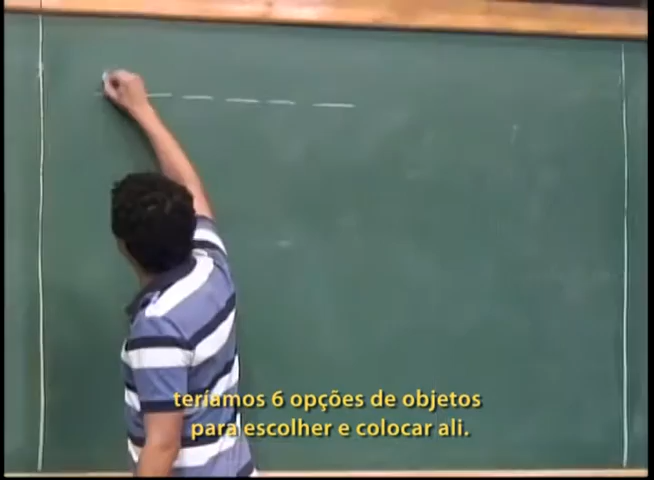 teríamos 6 opções de objetos
para escolher e colocar ali.